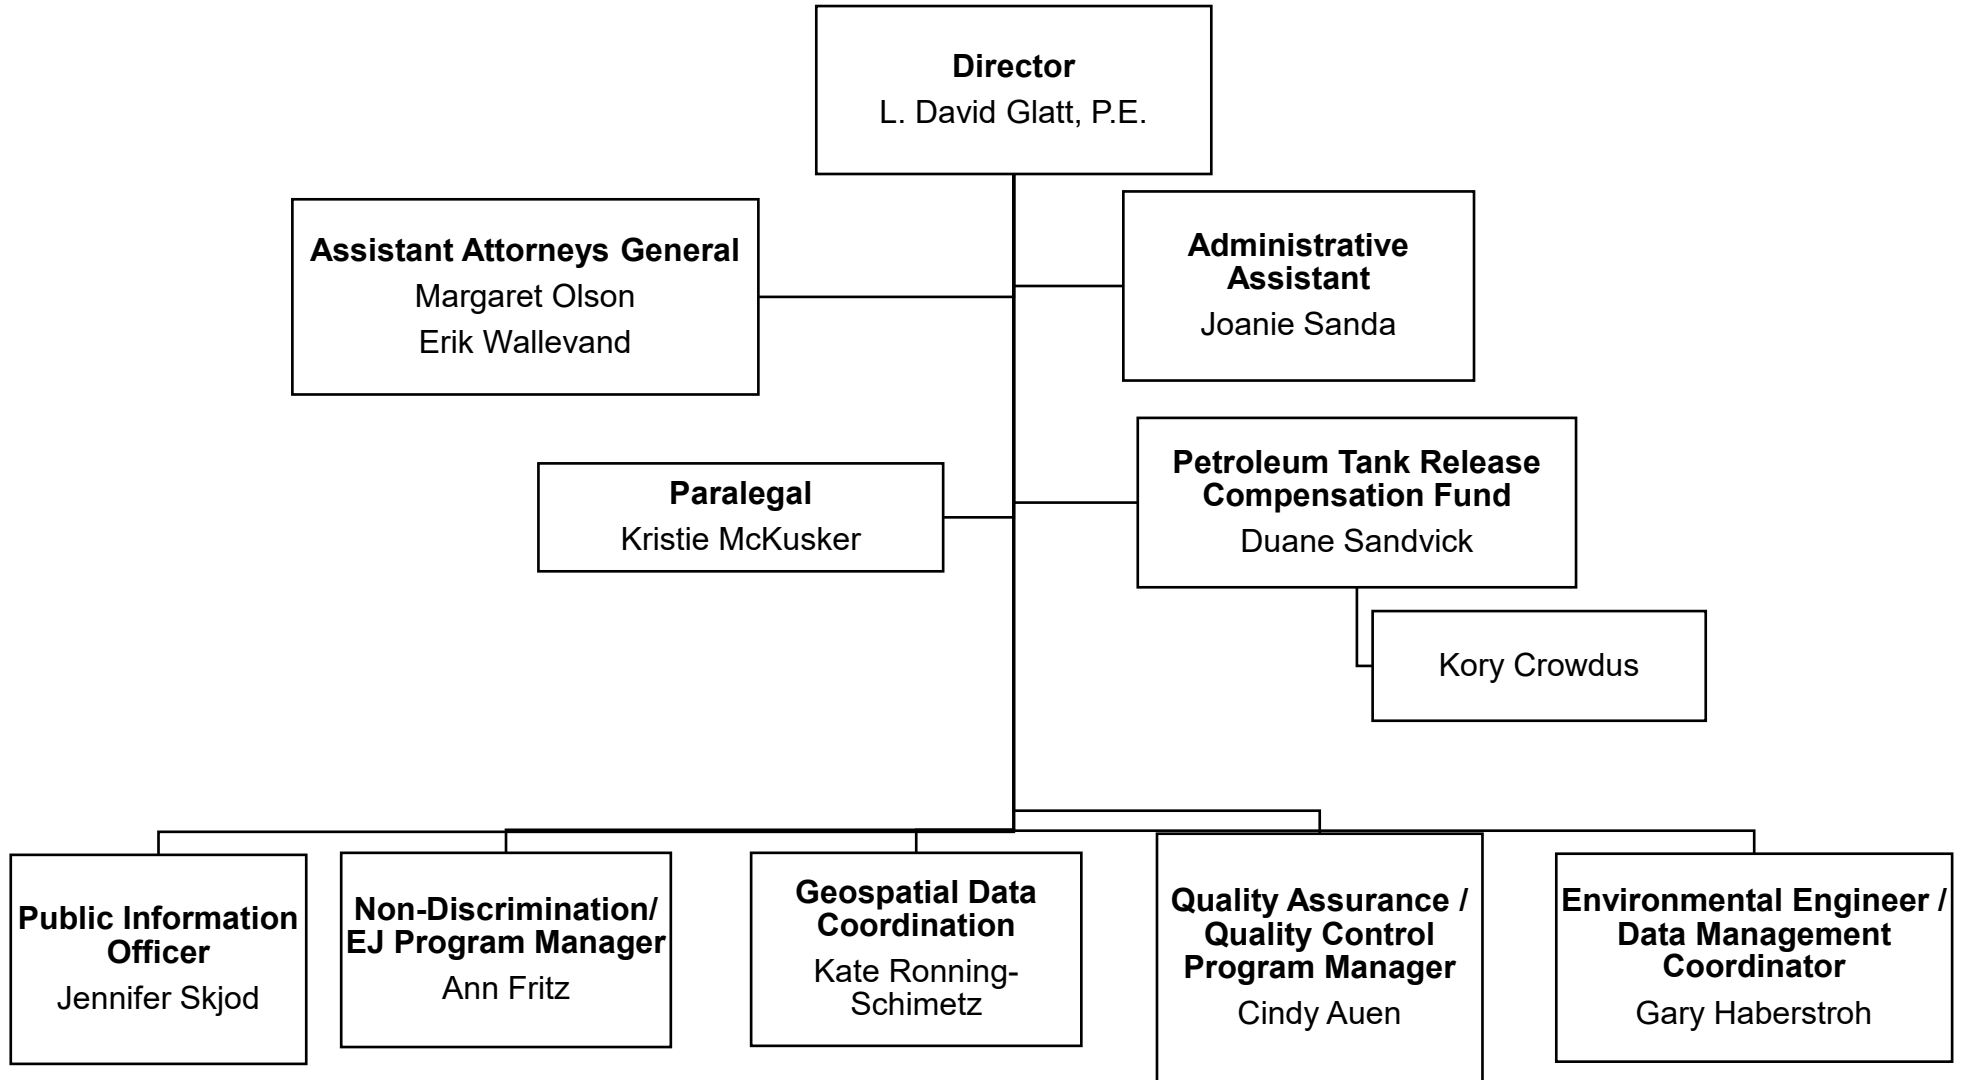 Director
L. David Glatt, P.E.
Assistant Attorneys General
Margaret Olson
Erik Wallevand
Administrative
Assistant
Joanie Sanda
Paralegal
Kristie McKusker
Petroleum Tank Release
Compensation Fund
Duane Sandvick
Kory Crowdus
Public Information
Officer
Jennifer Skjod
Non-Discrimination/
EJ Program Manager
Ann Fritz
Geospatial Data
Coordination
Kate Ronning-
Schimetz
Quality Assurance /
Quality Control
Program Manager
Cindy Auen
Environmental Engineer /
Data Management
Coordinator
Gary Haberstroh